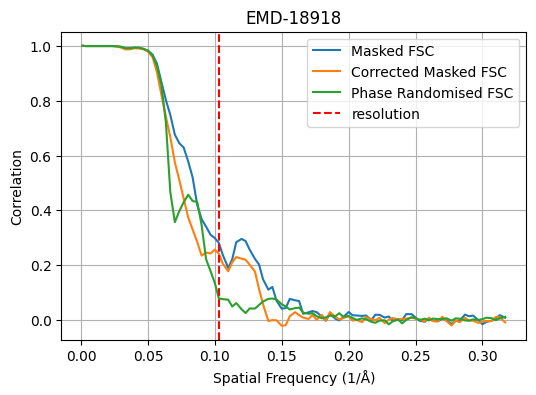 EMD-18918
Masked FSC
Corrected Masked FSC
Phase Randomised FSC
resolution
Correlation
1.0
0.8
0.6
0.4
0.2
0.0
0.00 0.05 0.10 0.15 0.20 0.25 0.30
Spatial Frequency (1/Å)